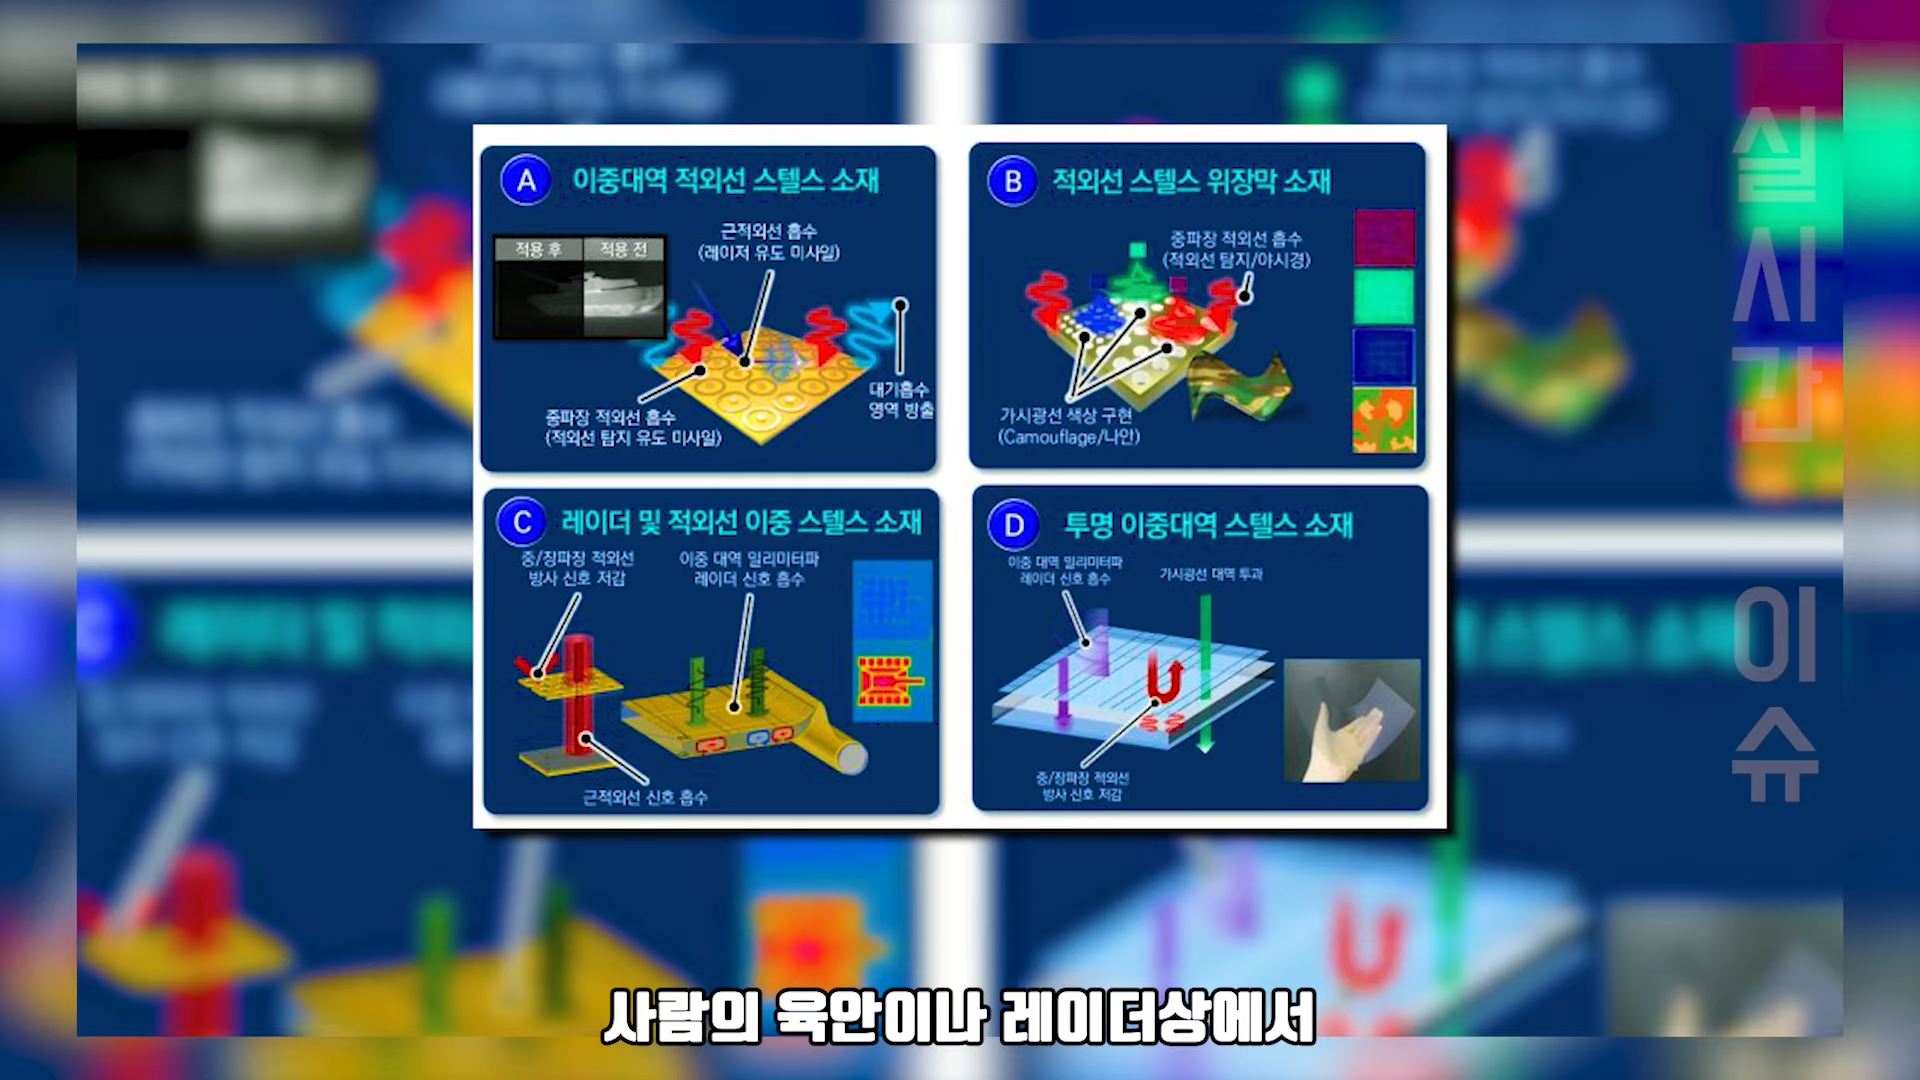 A 이중대역 적외선 스텔스 소재
적용 후 적용 전
근적외선 흡수
(레이저 유도 미사일)
대기흡수
영역 방출
중파장 적외선 흡수
(적외선 탐지 유도 미사일)
B 적외선 스텔스 위장막 소재
중파장 적외선 흡수
(적외선 탐지/야시경)
가시광선 색상 구현
(Camouflage/나안)
C 레이더 및 적외선 이중 스텔스 소재
중/장파장 적외선
방사 신호 저감
이중 대역 밀리미터파
레이더 신호 흡수
근적외선 신호 흡수
D 투명 이중대역 스텔스 소재
이중 대역 밀리미터파
레이더 신호 흡수
가시광선 대역 투과
중/장파장 적외선
방사 신호 저감
실시간 이슈
사람의 육안이나 레이더상에서